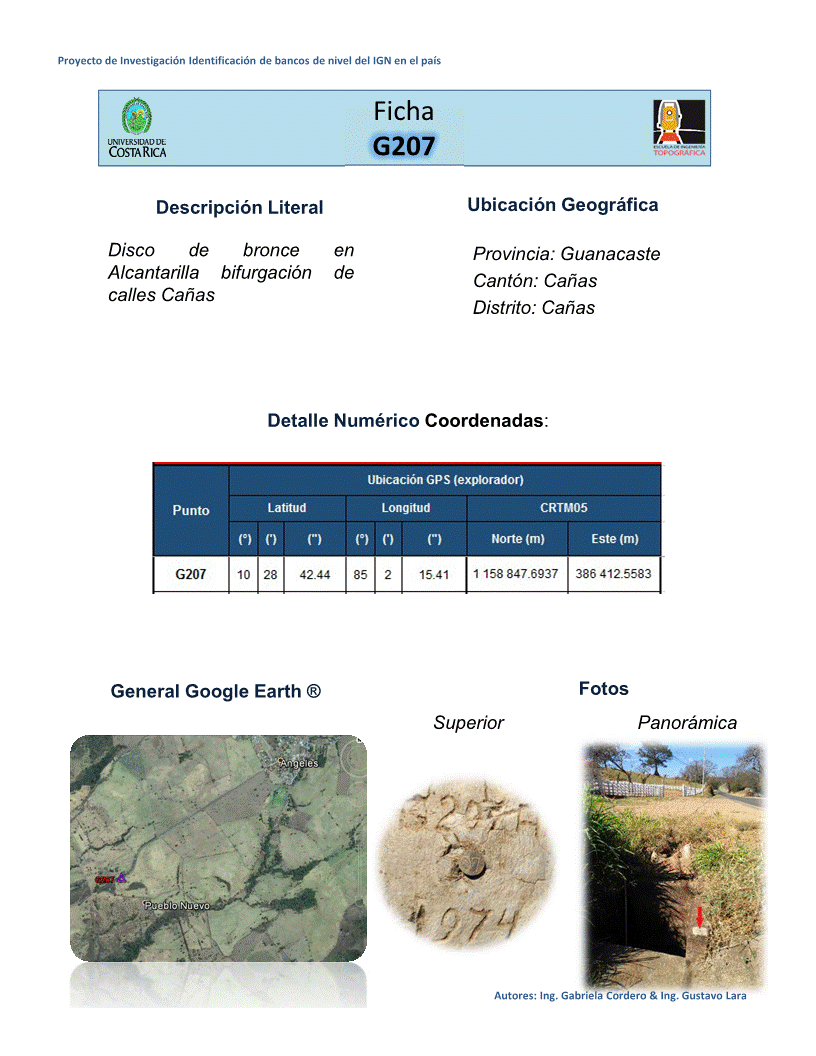 Proyecto de Investigación Identificación de bancos de nivel del IGN en el país
Ficha
G207
UNIVERSIDAD DE
COSTA RICA
ESCUELA DE INGENIERIA
TOPOGRÁFICA
Descripción Literal
Disco de bronce en
Alcantarilla bifurgación de
calles Cañas
Ubicación Geográfica
Provincia: Guanacaste
Cantón: Cañas
Distrito: Cañas
Detalle Numérico Coordenadas:
Punto
Ubicación GPS (explorador)
Latitud Longitud CRTM05
(°) (') (") (°) (') (") Norte (m) Este (m)
G207 10 28 42.44 85 2 15.41 1 158 847.6937 386 412.5583
General Google Earth ®
Fotos
Superior Panorámica
Angeles
G207
Pueblo Nuevo
G207
1974
Autores: Ing. Gabriela Cordero & Ing. Gustavo Lara